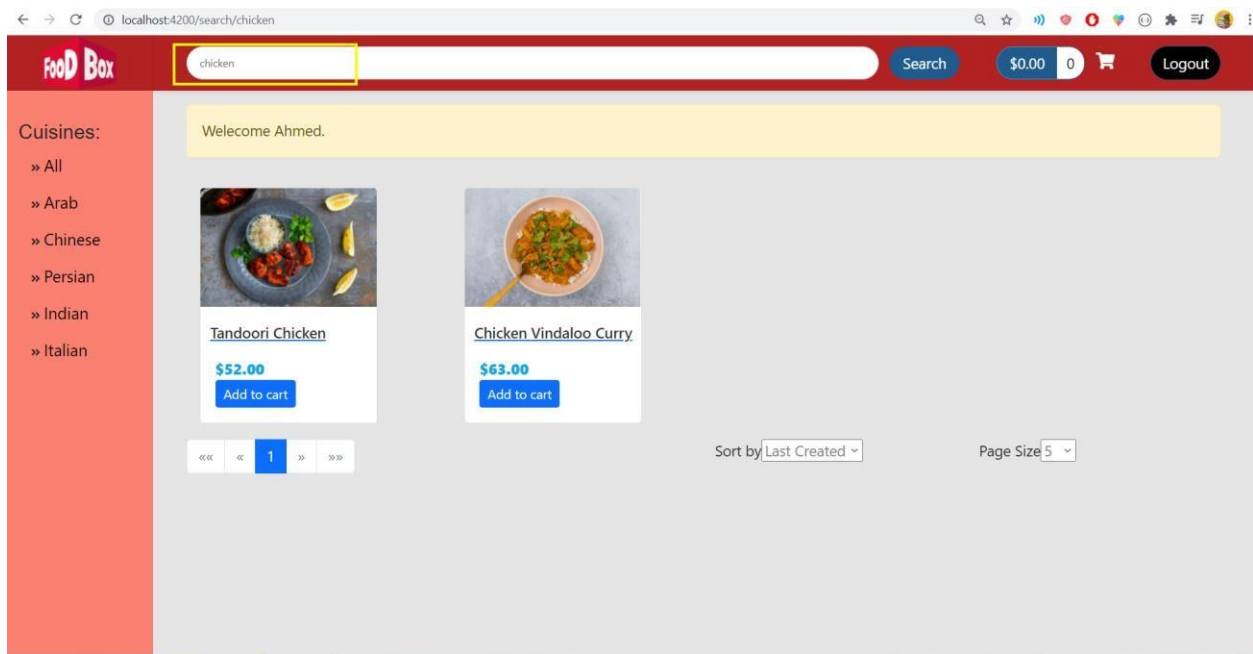 localhost:4200/search/chicken
FooD Box
chicken
Search
$0.00 0
Logout
Cuisines:
» All
» Arab
» Chinese
» Persian
» Indian
» Italian
Welecome Ahmed.
Tandoori Chicken
$52.00
Add to cart
Chicken Vindaloo Curry
$63.00
Add to cart
«« « 1 » »»
Sort by Last Created
Page Size 5